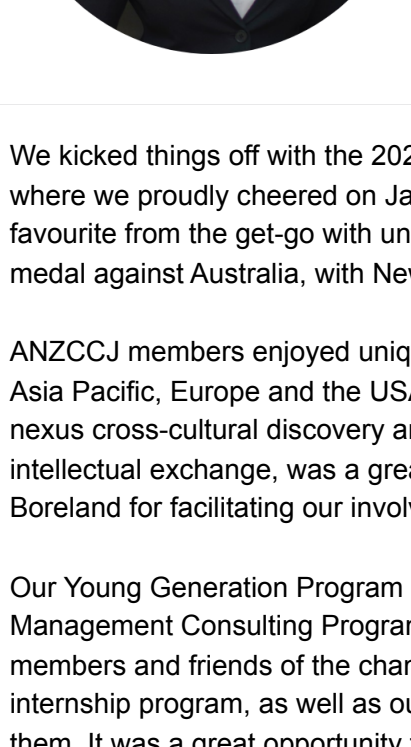 We kicked things off with the 202
where we proudly cheered on Ja
favourite from the get-go with un
medal against Australia, with Nev
ANZCCJ members enjoyed uniq
Asia Pacific, Europe and the USA
nexus cross-cultural discovery a
intellectual exchange, was a grea
Boreland for facilitating our involv
Our Young Generation Program
Management Consulting Program
members and friends of the char
internship program, as well as ou
them. It was a great opportunity